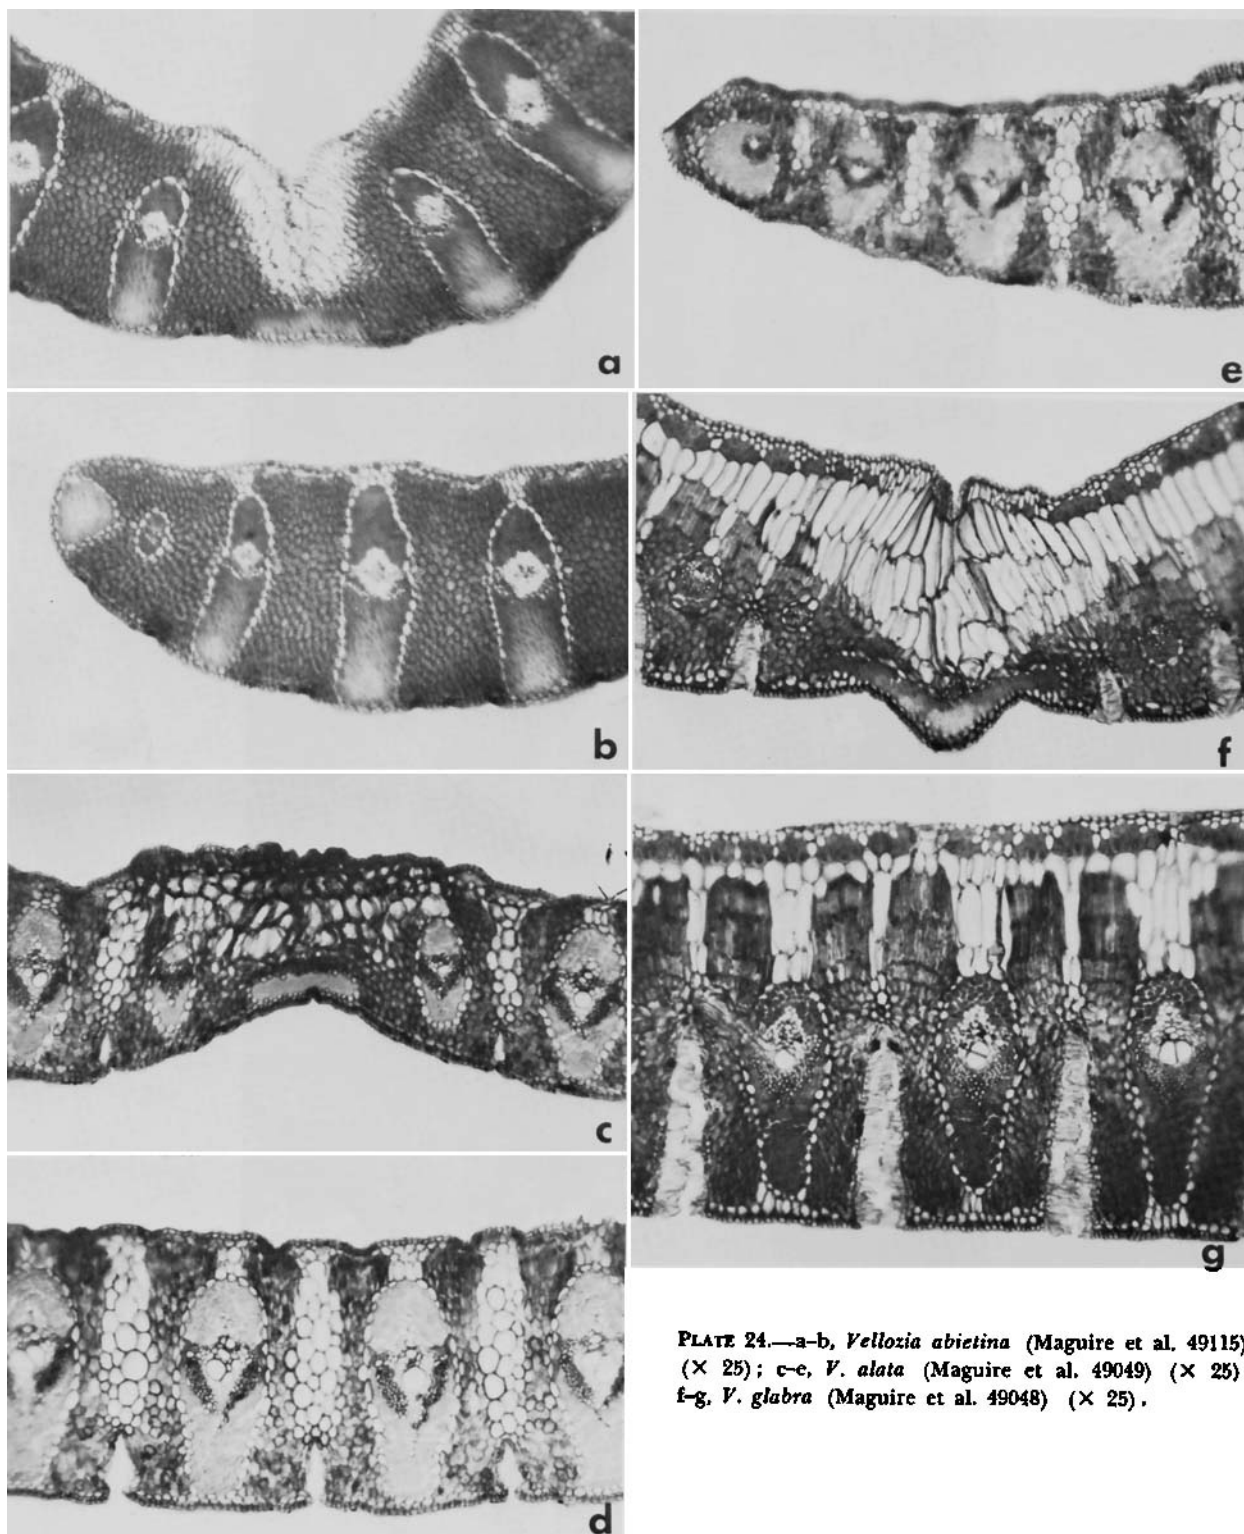 a
e
b
f
c
g
d
PLATE 24.—a–b, Vellozia abietina (Maguire et al. 49115)
(× 25); c–e, V. alata (Maguire et al. 49049) (× 25)
f–g, V. glabra (Maguire et al. 49048) (× 25).